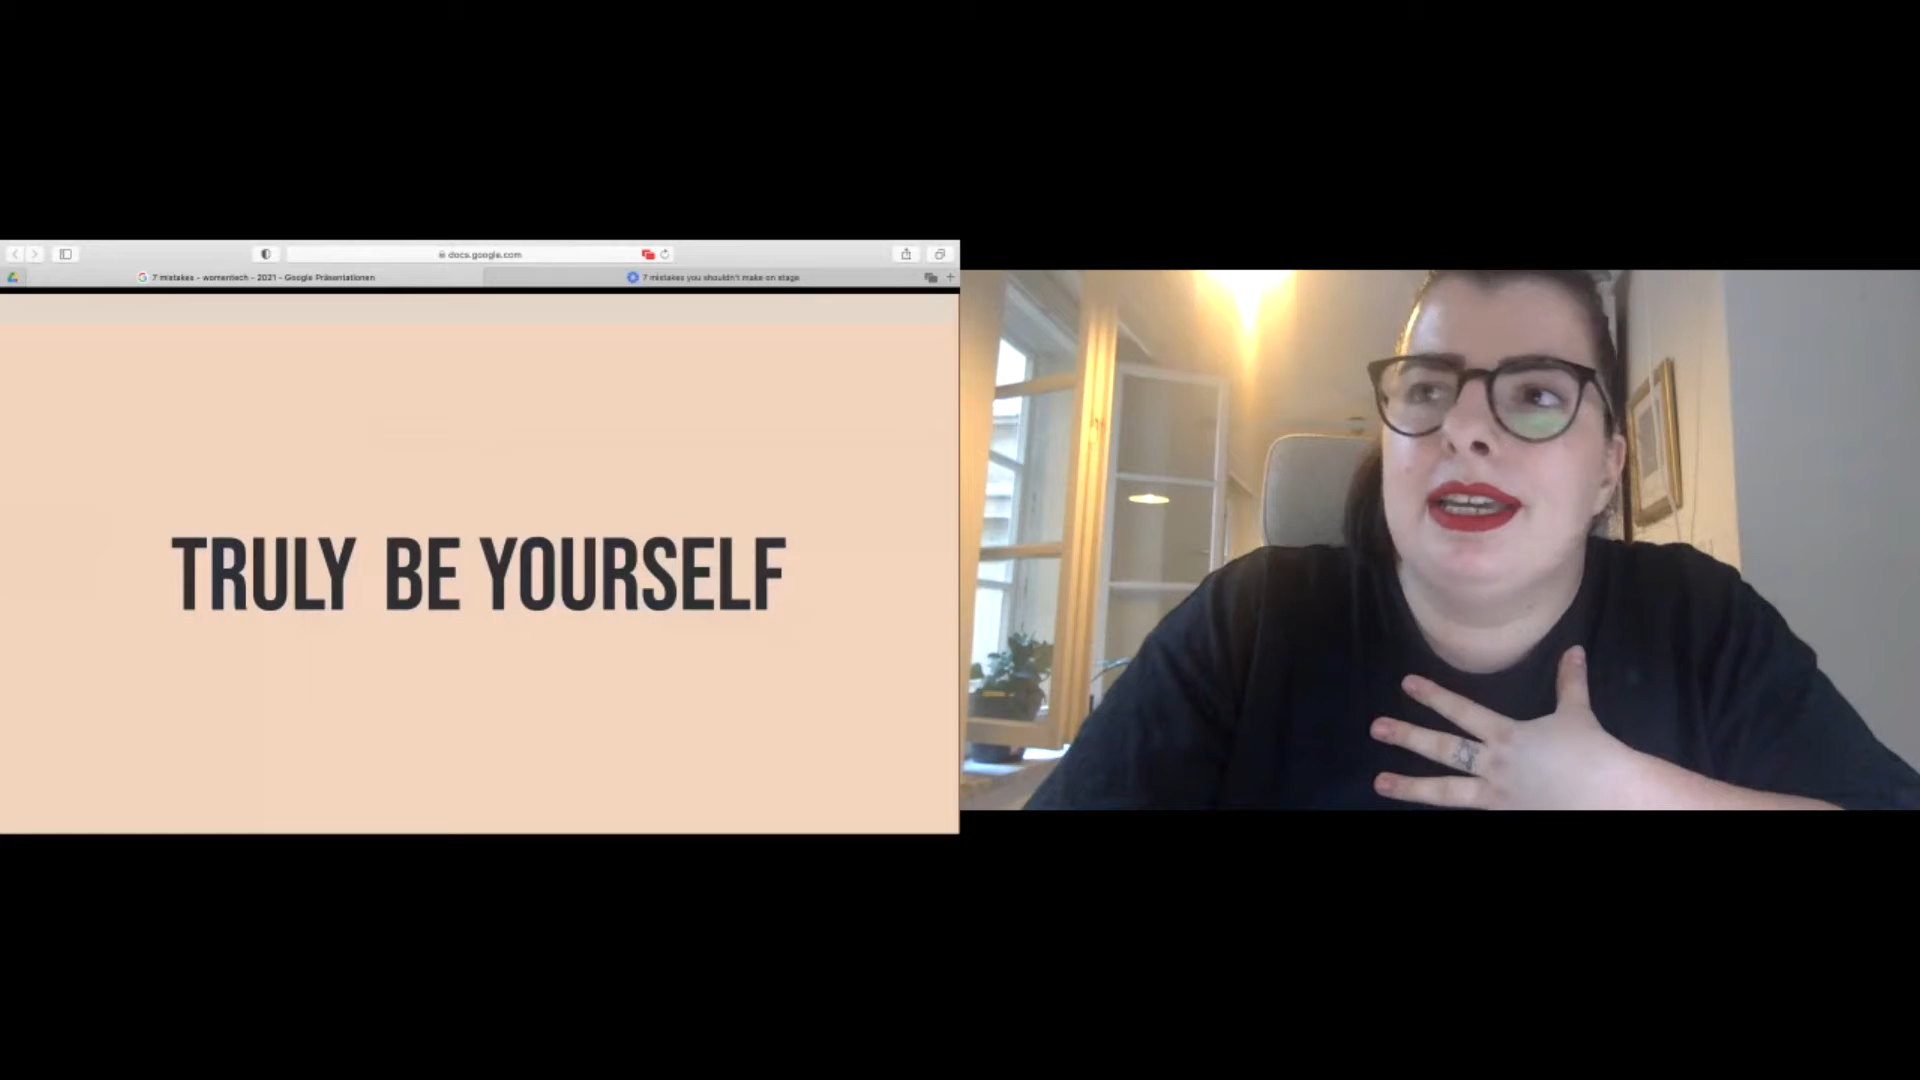 docs.google.com
7 mistakes - womentech - 2021 - Google Präsentationen
7 mistakes you shouldn't make on stage
TRULY BE YOURSELF